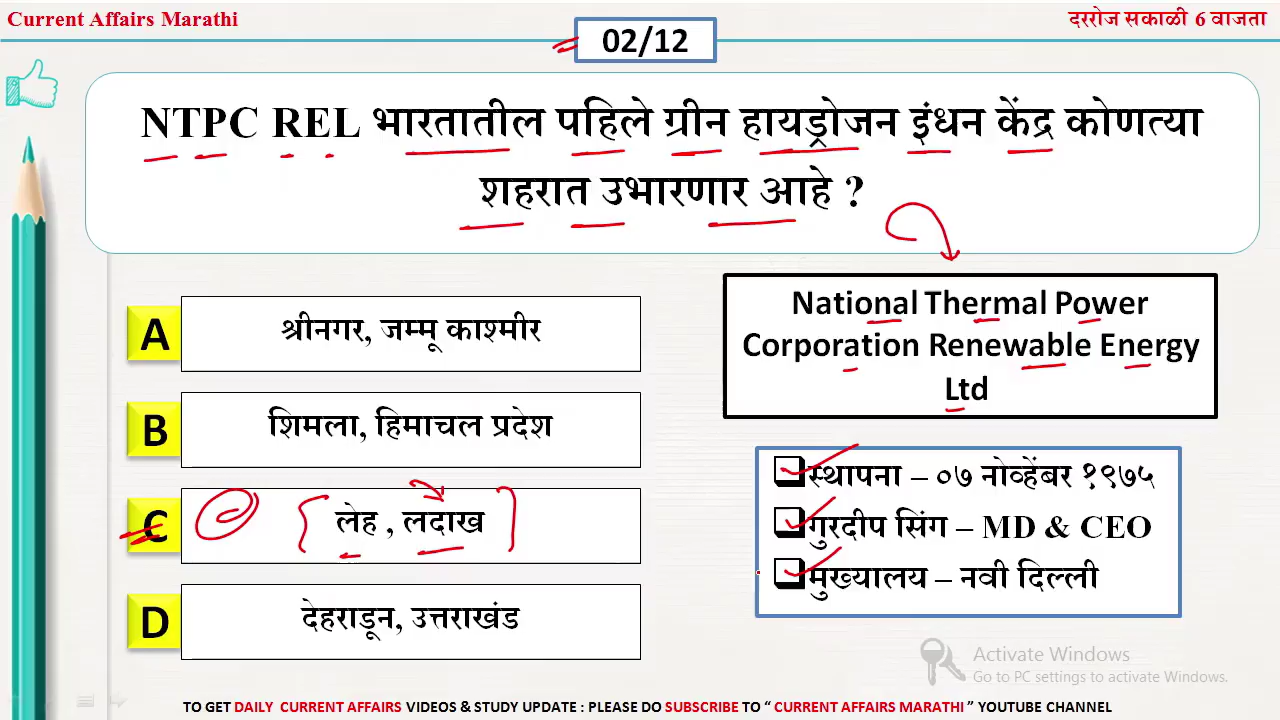 Current Affairs Marathi
दररोज सकाळी 6 वाजता
02/12
NTPC REL भारतातील पहिले ग्रीन हायड्रोजन इंधन केंद्र कोणत्या
शहरात उभारणार आहे ?
A
श्रीनगर, जम्मू काश्मीर
B
शिमला, हिमाचल प्रदेश
C
लेह , लदाख
D
देहराडून, उत्तराखंड
National Thermal Power
Corporation Renewable Energy
Ltd
स्थापना – ०७ नोव्हेंबर १९७५
गुरदीप सिंग – MD & CEO
मुख्यालय – नवी दिल्ली
Activate Windows
Go to PC settings to activate Windows.
TO GET DAILY CURRENT AFFAIRS VIDEOS & STUDY UPDATE : PLEASE DO SUBSCRIBE TO “ CURRENT AFFAIRS MARATHI ” YOUTUBE CHANNEL